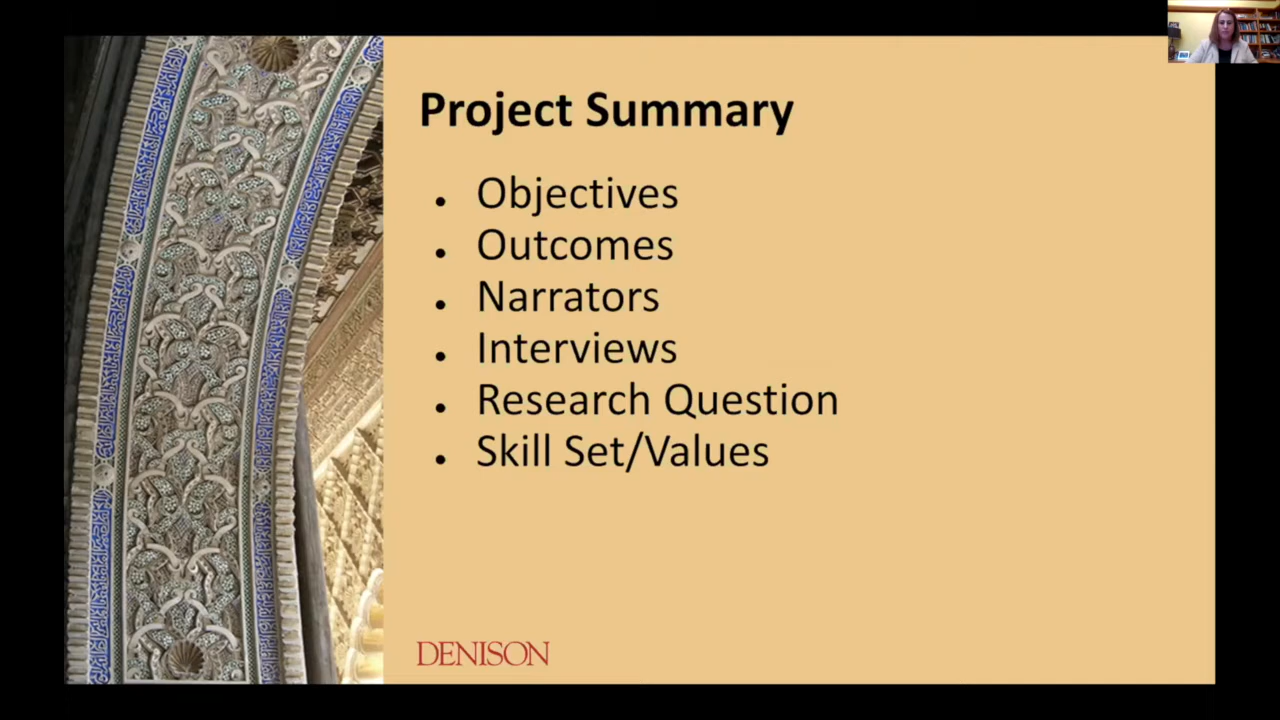 Project Summary
Objectives
Outcomes
Narrators
Interviews
Research Question
Skill Set/Values
DENISON